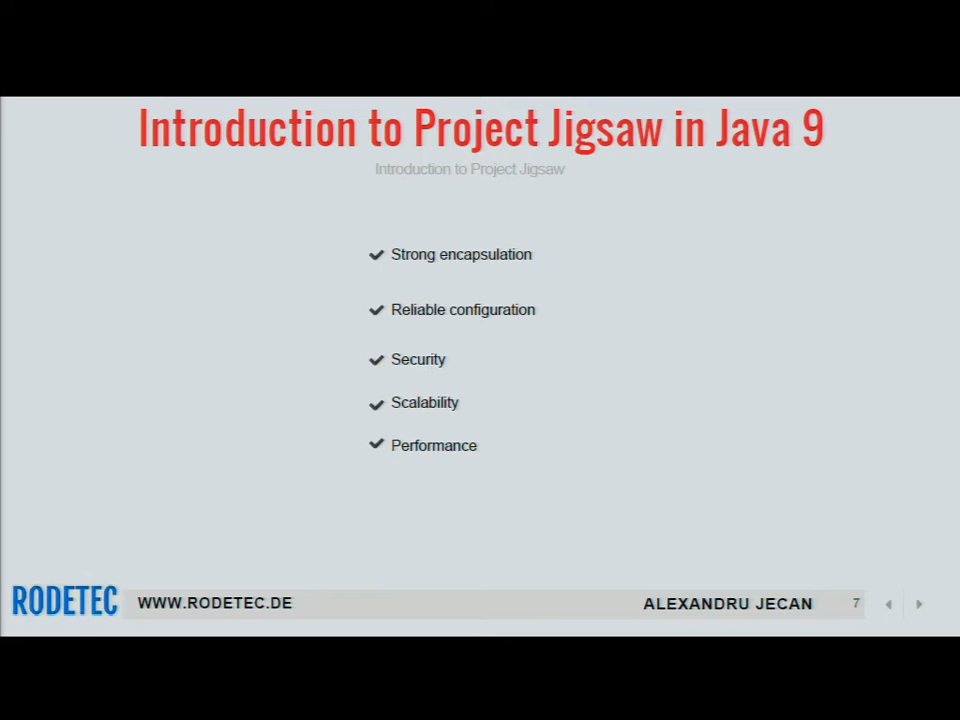 Introduction to Project Jigsaw in Java 9
Introduction to Project Jigsaw
Strong encapsulation
Reliable configuration
Security
Scalability
Performance
RODETEC WWW.RODETEC.DE ALEXANDRU JECAN 7